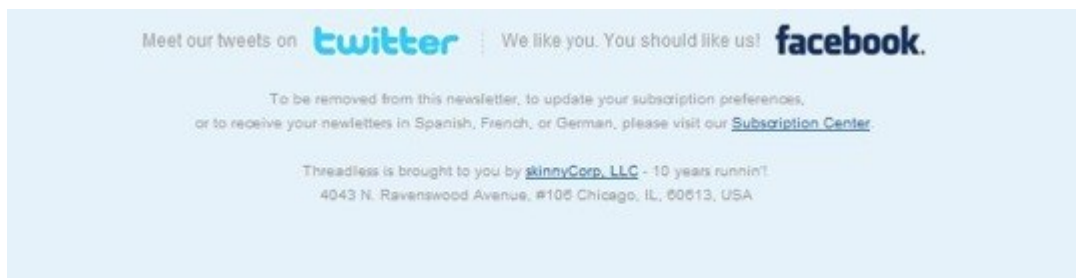 Meet our tweets on twitter We like you. You should like us! facebook.
To be removed from this newsletter, to update your subscription preferences,
or to receive your newletters in Spanish, French, or German, please visit our Subscription Center.
Threadless is brought to you by skinnyCorp, LLC - 10 years runnin'!
4043 N. Ravenswood Avenue, #106 Chicago, IL, 60613, USA